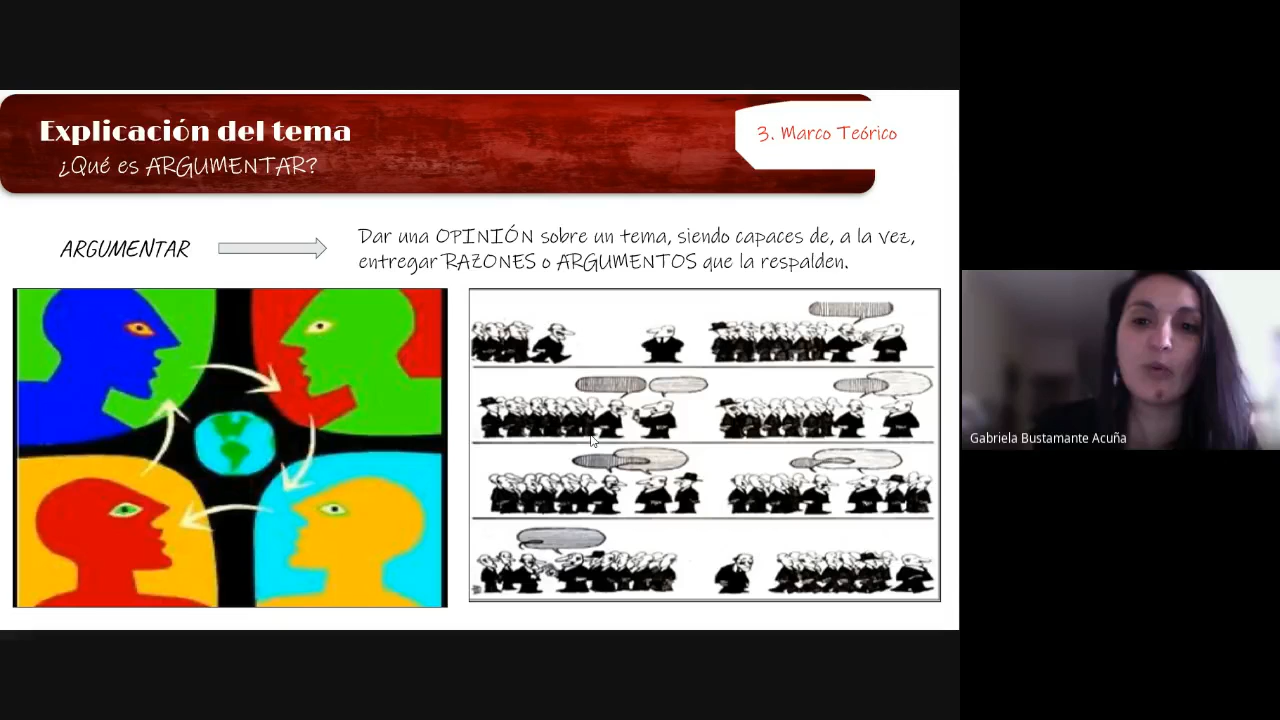 Explicación del tema
¿Qué es ARGUMENTAR?
3. Marco Teórico
ARGUMENTAR
Dar una OPINIÓN sobre un tema, siendo capaces de, a la vez,
entregar RAZONES o ARGUMENTOS que la respalden.
Gabriela Bustamante Acuña